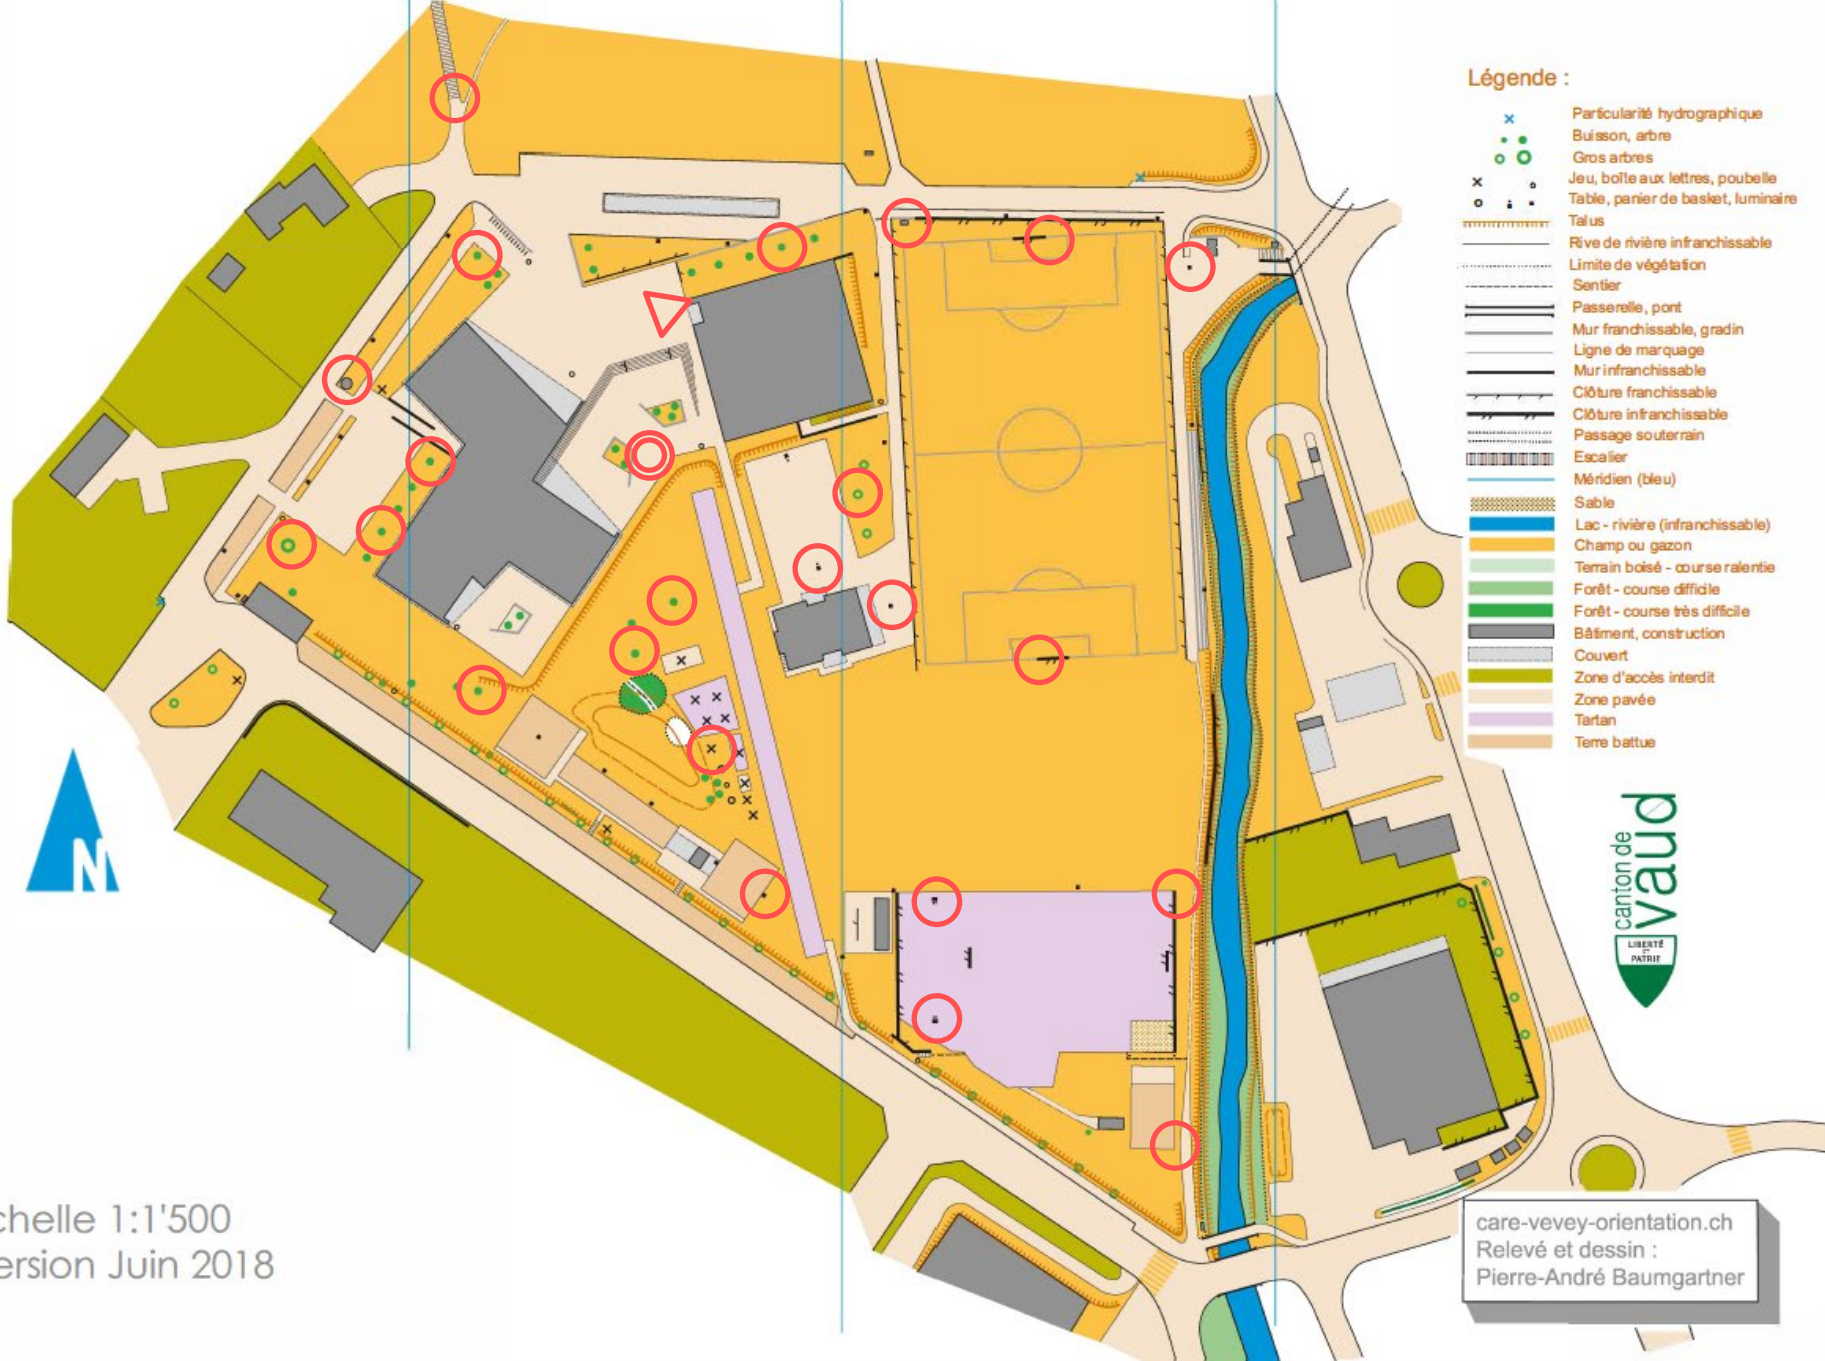 Légende :
Particularité hydrographique
Buisson, arbre
Gros arbres
Jeu, boîte aux lettres, poubelle
Table, panier de basket, luminaire
Talus
Rive de rivière infranchissable
Limite de végétation
Sentier
Passerelle, pont
Mur franchissable, gradin
Ligne de marquage
Mur infranchissable
Clôture franchissable
Clôture infranchissable
Passage souterrain
Escalier
Méridien (bleu)
Sable
Lac - rivière (infranchissable)
Champ ou gazon
Terrain boisé - course ralentie
Forêt - course difficile
Forêt - course très difficile
Bâtiment, construction
Couvert
Zone d'accès interdit
Zone pavée
Tartan
Terre battue
N
canton de
vaud
LIBERTÉ
ET
PATRIE
chelle 1:1'500
ersion Juin 2018
care-vevey-orientation.ch
Relevé et dessin :
Pierre-André Baumgartner